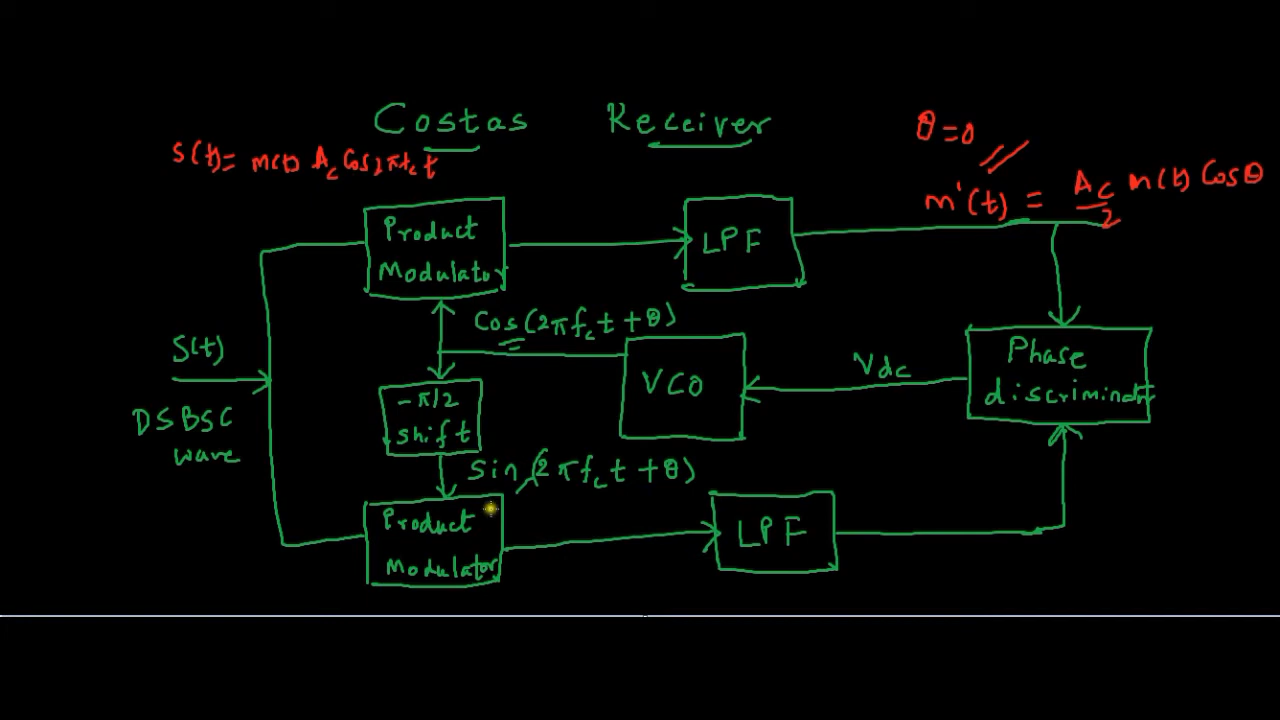 Costas Receiver
θ=0
S(t)= m(t) Ac Cos2πfct
m'(t) = Ac/2 m(t) Cosθ
Product
Modulator
LPF
Cos(2πfct+θ)
S(t)
DSBSC
wave
-π/2
shift
VCO
Vdc
Phase
discriminator
Sin(2πfct+θ)
Product
Modulator
LPF